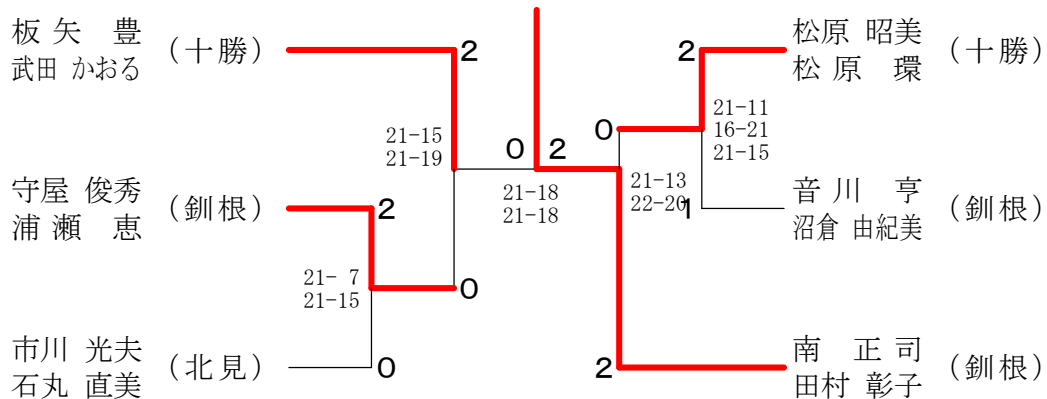 板矢 豊
武田 かおる
(十勝)
2
21-15
21-19
守屋 俊秀
浦瀬 恵
(釧根)
2
21- 7
21-15
0
市川 光夫
石丸 直美
(北見)
0
0 2
21-18
21-18
松原 昭美
松原 環
(十勝)
2
21-11
16-21
21-15
0
21-13
22-20
音川 亨
沼倉 由紀美
(釧根)
1
南 正司
田村 彰子
(釧根)
2